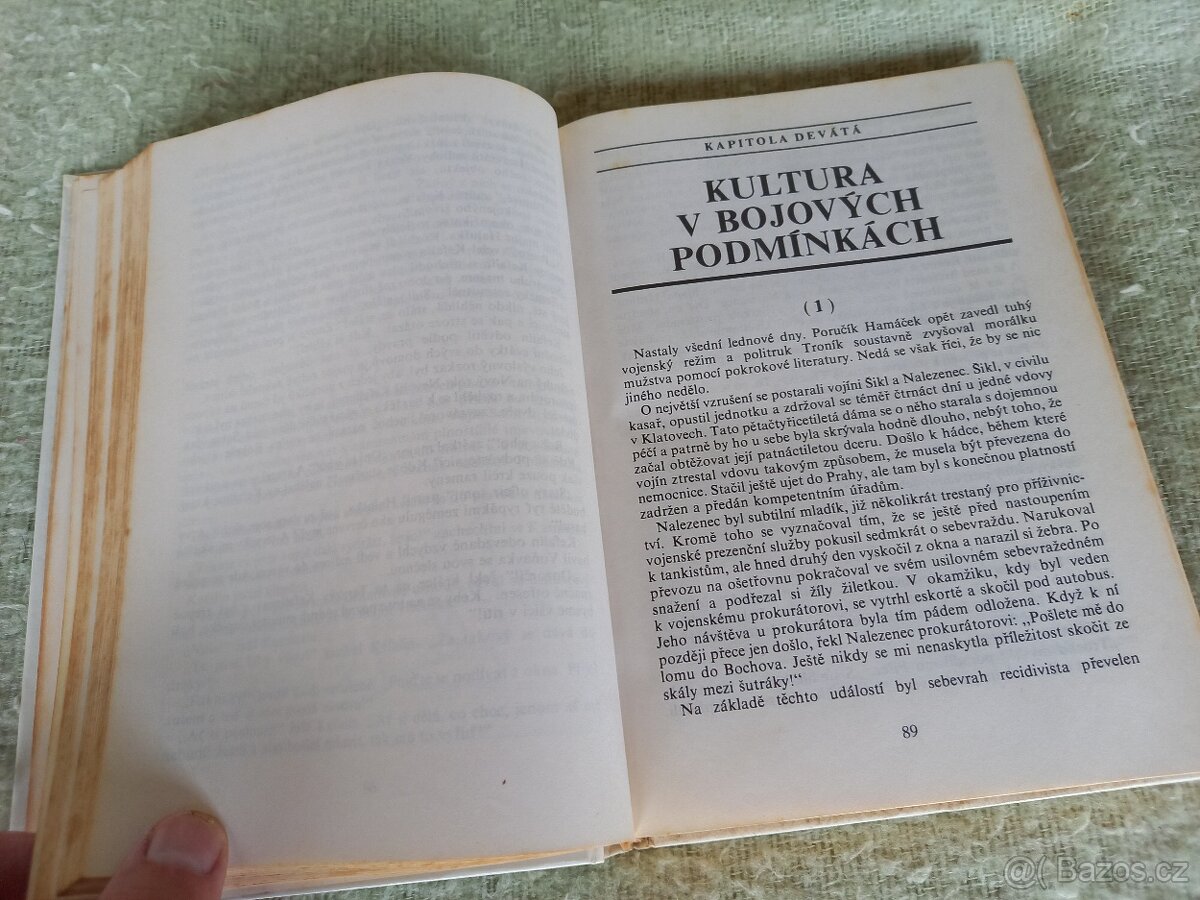 KAPITOLA DEVÁTÁ
KULTURA
V BOJOVÝCH
PODMÍNKÁCH
(1)
Nastaly všední lednové dny. Poručík Hamáček opět zavedl tuhý
vojenský režim a politruk Troník soustavně zvyšoval morálku
mužstva pomocí pokrokové literatury. Nedá se však říci, že by se nic
jiného nedělo.
O největší vzrušení se postarali vojíni Šikl a Nalezenec. Šikl, v civilu
kasař, opustil jednotku a zdržoval se téměř čtrnáct dní u jedné vdovy
v Klatovech. Tato pětačtyřicetiletá dáma se o něho starala s dojemnou
péčí a patrně by ho u sebe byla skrývala hodně dlouho, nebýt toho, že
začal obtěžovat její patnáctiletou dceru. Došlo k hádce, během které
vojín ztrestal vdovu takovým způsobem, že musela být převezena do
nemocnice. Stačil ještě ujet do Prahy, ale tam byl s konečnou platností
zadržen a předán kompetentním úřadům.
Nalezenec byl subtilní mladík, již několikrát trestaný pro příživnic-
tví. Kromě toho se vyznačoval tím, že se ještě před nastoupením
vojenské prezenční služby pokusil sedmkrát o sebevraždu. Narukoval
k tankistům, ale hned druhý den vyskočil z okna a narazil si žebra. Po
převozu na ošetřovnu pokračoval ve svém usilovném sebevražedném
snažení a podřezal si žíly žiletkou. V okamžiku, kdy byl veden
k vojenskému prokurátorovi, se vytrhl eskortě a skočil pod autobus.
Jeho návštěva u prokurátora byla tím pádem odložena. Když k ní
později přece jen došlo, řekl Nalezenec prokurátorovi: „Pošlete mě do
lomu do Bochova. Ještě nikdy se mi nenaskytla příležitost skočit ze
skály mezi šutráky!“
Na základě těchto událostí byl sebevrah recidivista převelen
89
Bazos.cz